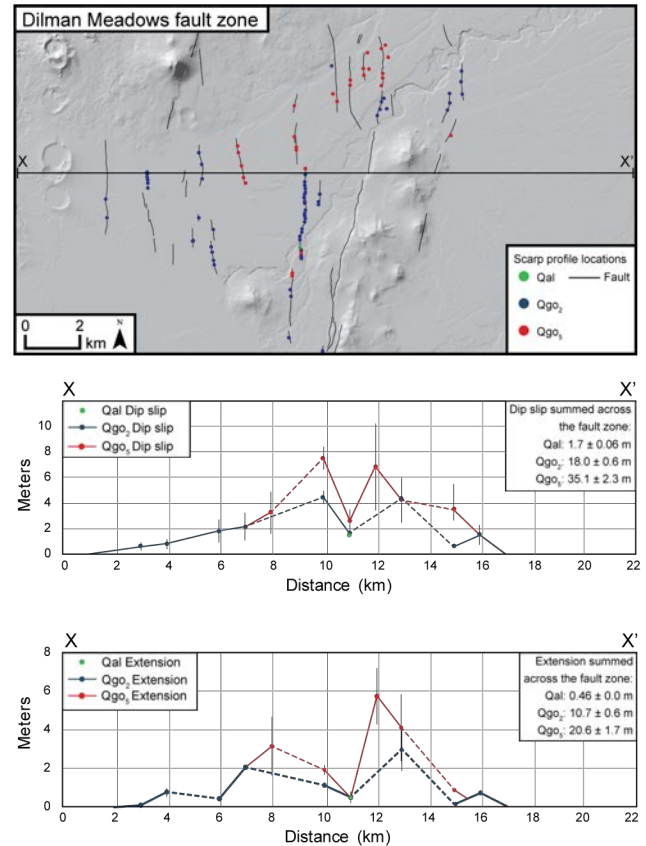 Dilman Meadows fault zone
X X'
Scarp profile locations
Qal Fault
Qgo2
Qgo5
0 2
km
N
X X'
Qal Dip slip
Qgo2 Dip slip
Qgo5 Dip slip
Dip slip summed across
the fault zone:
Qal: 1.7 ± 0.06 m
Qgo2: 18.0 ± 0.6 m
Qgo5: 35.1 ± 2.3 m
Meters
10
8
6
4
2
0
0 2 4 6 8 10 12 14 16 18 20 22
Distance (km)
X X'
Qal Extension
Qgo2 Extension
Qgo5 Extension
Extension summed
across the fault zone:
Qal: 0.46 ± 0.0 m
Qgo2: 10.7 ± 0.6 m
Qgo5: 20.6 ± 1.7 m
Meters
8
6
4
2
0
0 2 4 6 8 10 12 14 16 18 20 22
Distance (km)